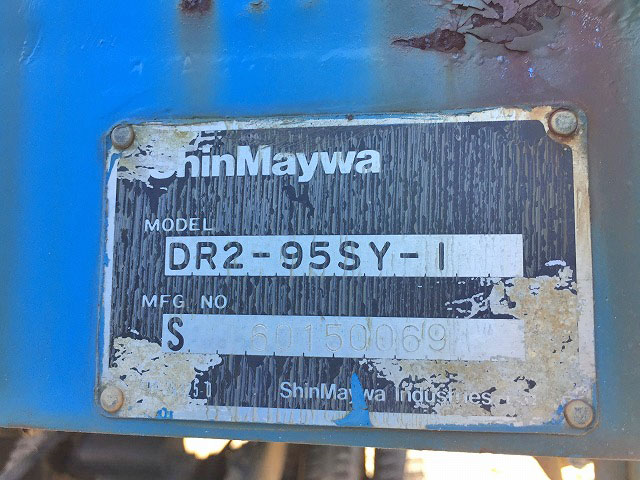 ShinMaywa
MODEL
DR2-95SY-1
MFG NO
S 60150069
ShinMaywa Industries